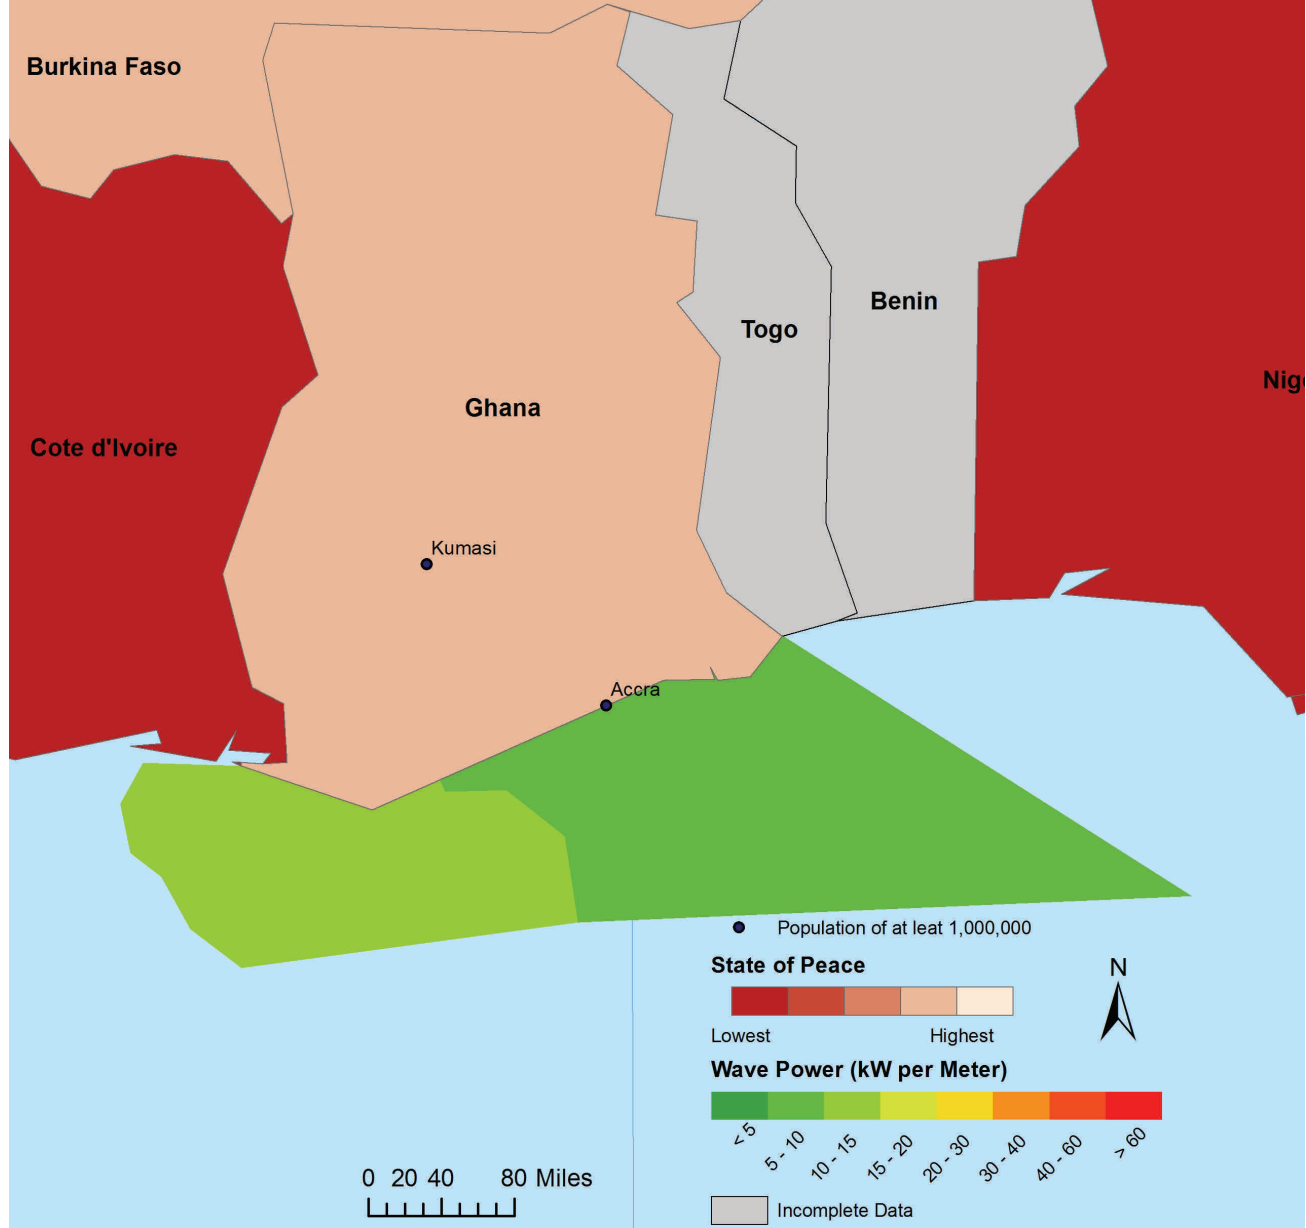 Burkina Faso
Benin
Togo
Nig
Ghana
Cote d'Ivoire
Kumasi
Accra
Population of at leat 1,000,000
State of Peace
N
Lowest Highest
Wave Power (kW per Meter)
< 5 5 - 10 10 - 15 15 - 20 20 - 30 30 - 40 40 - 60 > 60
0 20 40 80 Miles
Incomplete Data